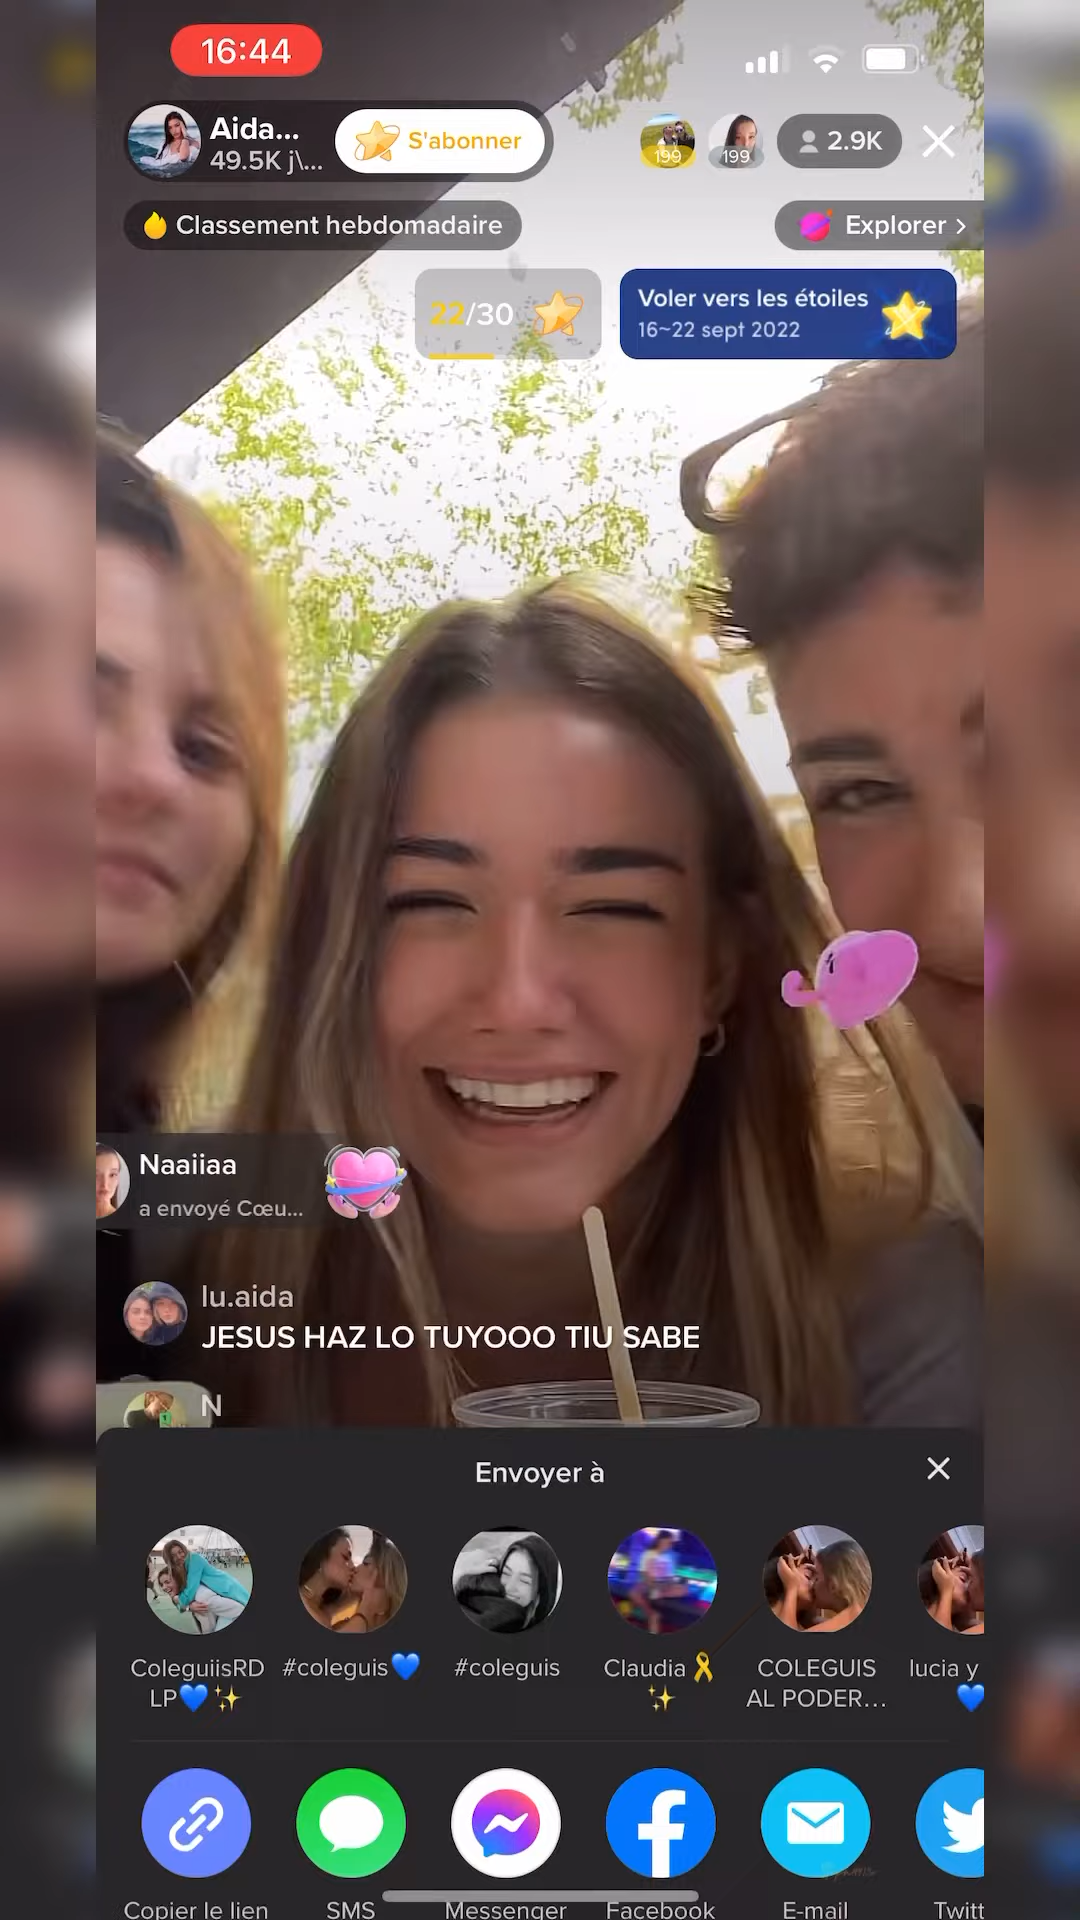 16:44
Aida...
49.5K j\...
S'abonner
199
199
2.9K
Classement hebdomadaire
Explorer >
22/30
Voler vers les étoiles
16~22 sept 2022
Naaiiaa
a envoyé Cœu...
lu.aida
JESUS HAZ LO TUYOOO TIU SABE
N
Envoyer à
ColeguiisRD
LP💙✨
#coleguis💙
#coleguis
Claudia🎗
✨
COLEGUIS
AL PODER...
lucia y
💙
Copier le lien
SMS
Messenger
Facebook
E-mail
Twitt